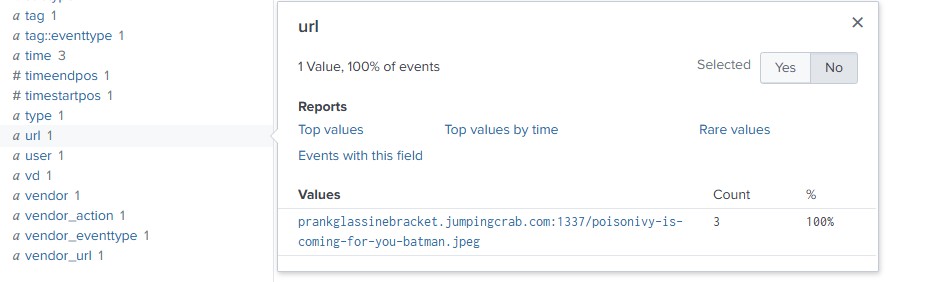 a tag 1
a tag::eventtype 1
a time 3
# timeendpos 1
# timestartpos 1
a type 1
a url 1
a user 1
a vd 1
a vendor 1
a vendor_action 1
a vendor_eventtype 1
a vendor_url 1
url
1 Value, 100% of events
Selected Yes No
Reports
Top values Top values by time Rare values
Events with this field
Values Count %
prankglassinebracket.jumpingcrab.com:1337/poisonivy-is- 3 100%
coming-for-you-batman.jpeg